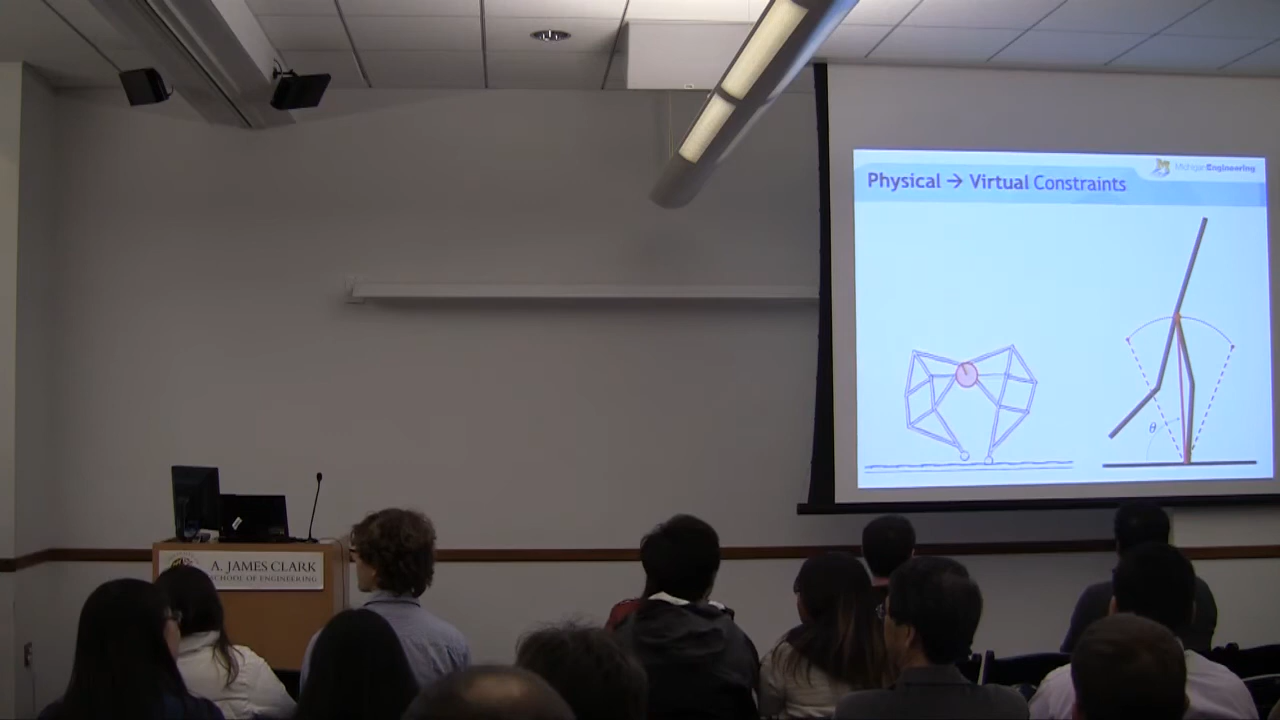 Michigan Engineering
Physical → Virtual Constraints
θ
A. JAMES CLARK
SCHOOL OF ENGINEERING